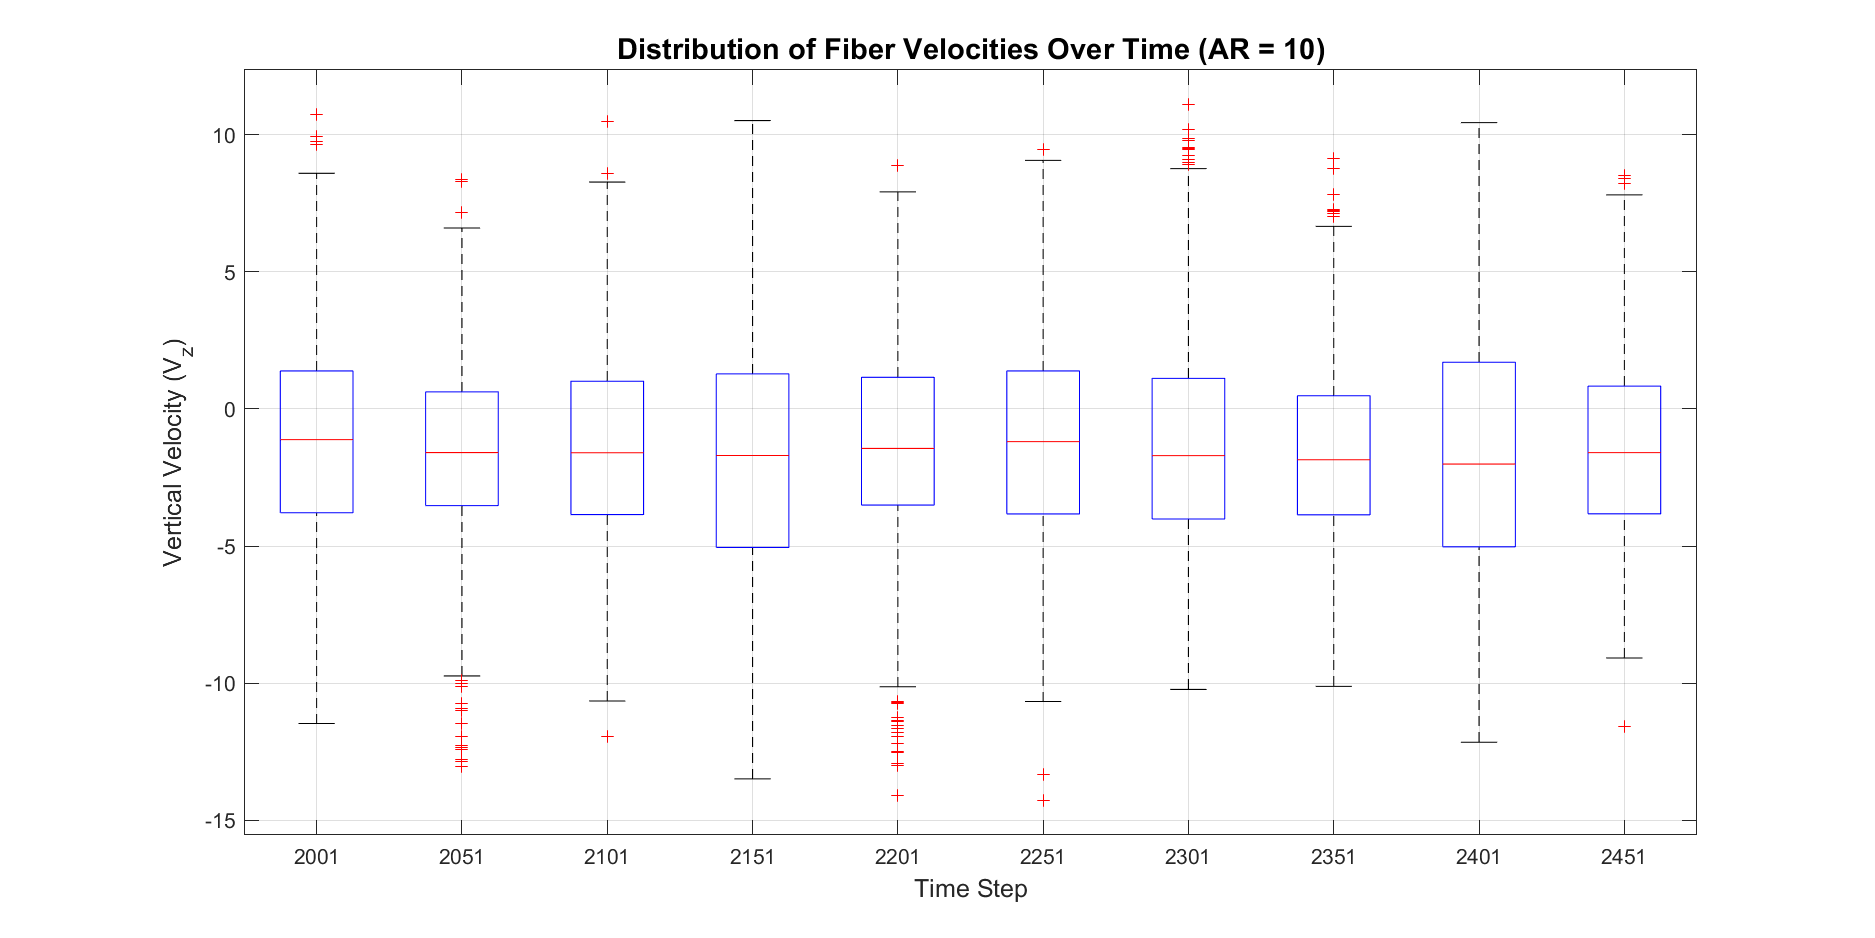 Distribution of Fiber Velocities Over Time (AR = 10)
Vertical Velocity (V_z)
10
5
0
-5
-10
-15
2001 2051 2101 2151 2201 2251 2301 2351 2401 2451
Time Step